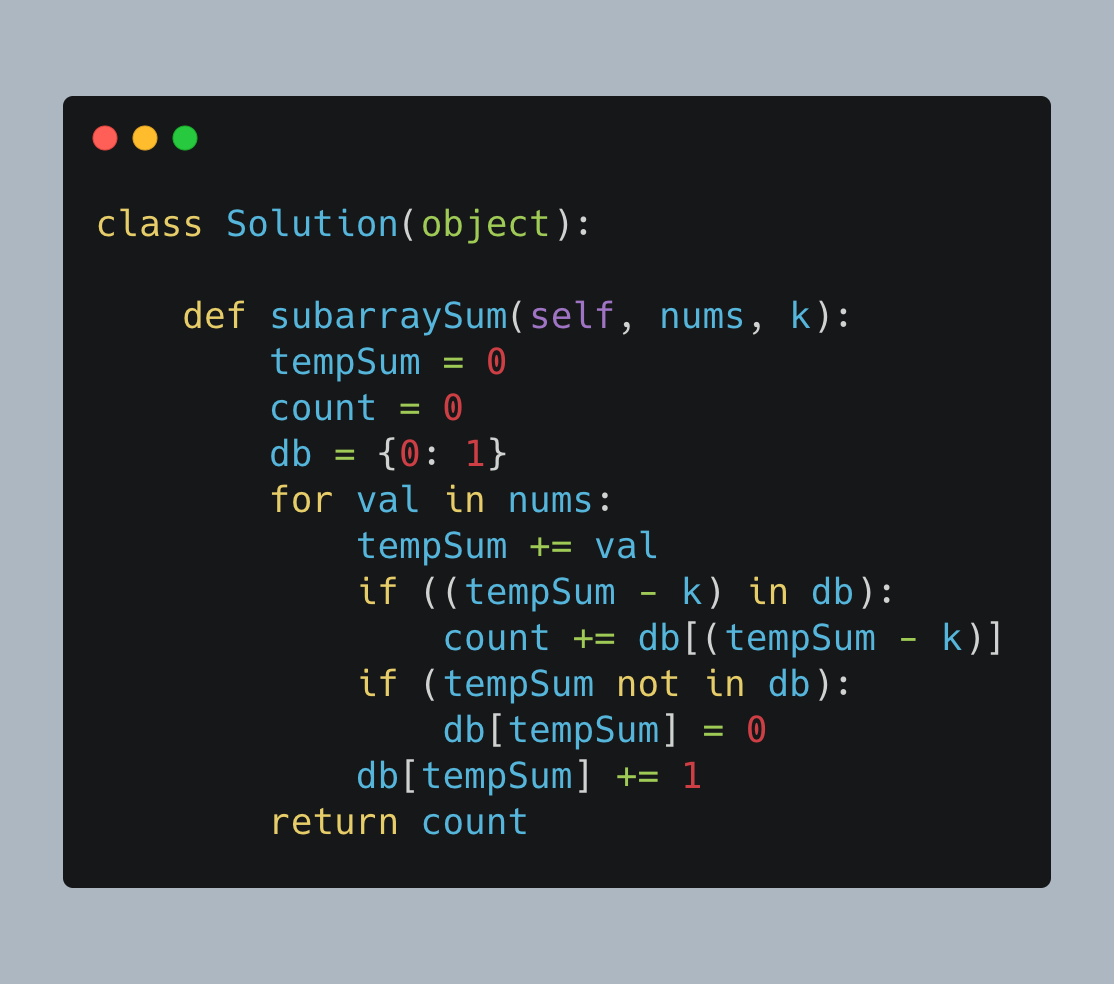 class Solution(object):
    def subarraySum(self, nums, k):
        tempSum = 0
        count = 0
        db = {0: 1}
        for val in nums:
            tempSum += val
            if ((tempSum - k) in db):
                count += db[(tempSum - k)]
            if (tempSum not in db):
                db[tempSum] = 0
            db[tempSum] += 1
        return count